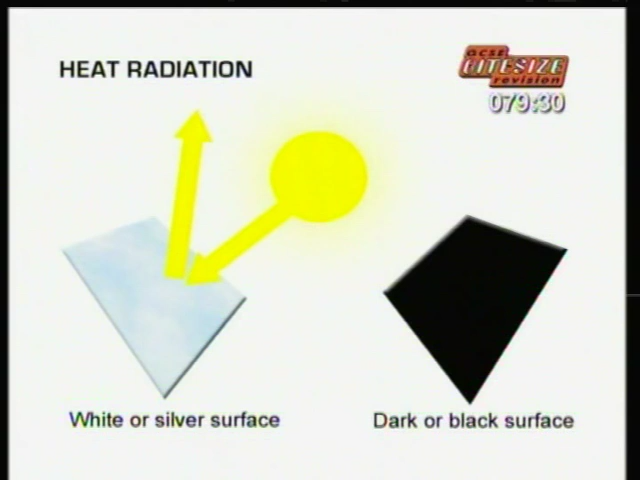 HEAT RADIATION
GCSE
BITESIZE
revision
079:30
White or silver surface
Dark or black surface